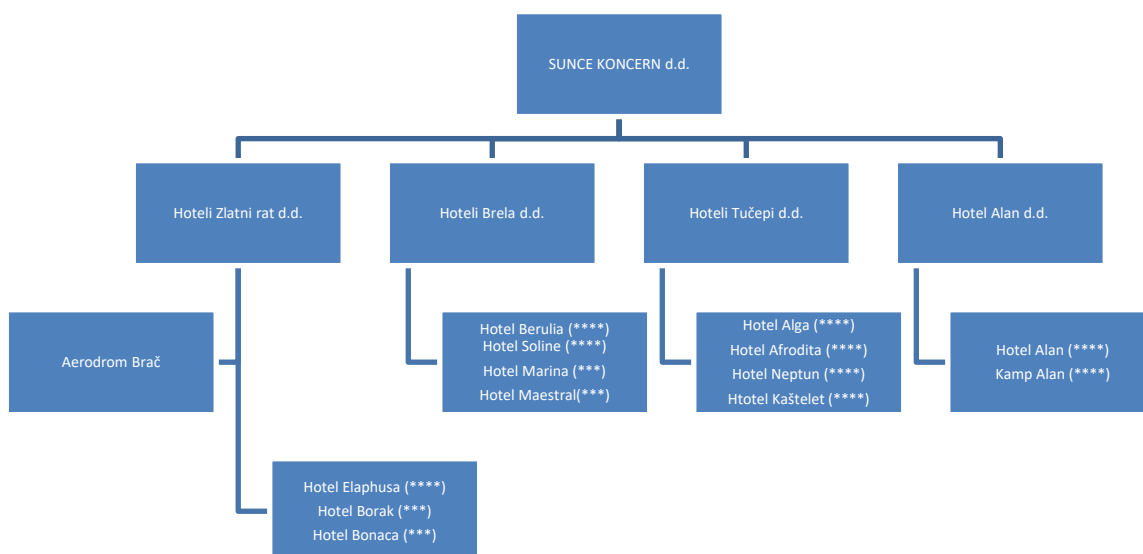 SUNCE KONCERN d.d.
Hoteli Zlatni rat d.d.
Hoteli Brela d.d.
Hoteli Tučepi d.d.
Hotel Alan d.d.
Aerodrom Brač
Hotel Berulia (****)
Hotel Soline (****)
Hotel Marina (***)
Hotel Maestral(***)
Hotel Alga (****)
Hotel Afrodita (****)
Hotel Neptun (****)
Htotel Kaštelet (****)
Hotel Alan (****)
Kamp Alan (****)
Hotel Elaphusa (****)
Hotel Borak (***)
Hotel Bonaca (***)